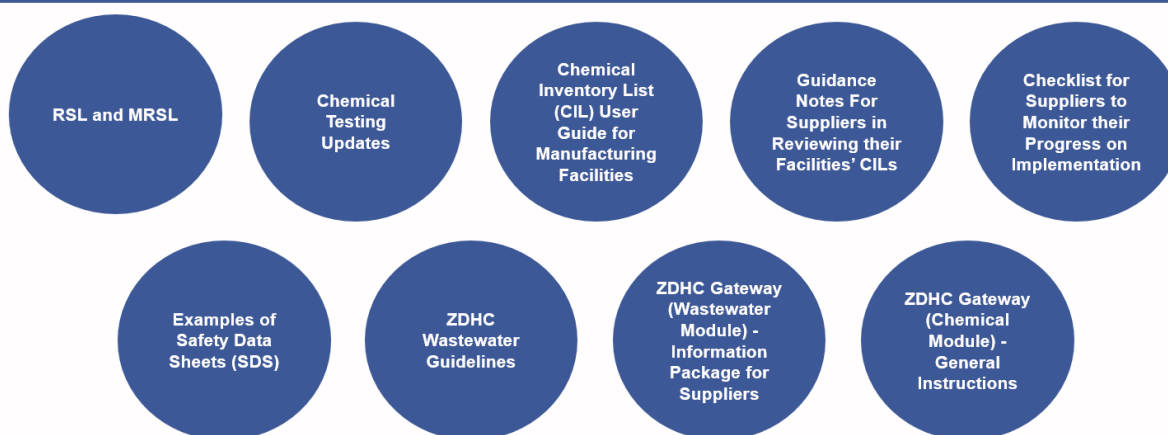 RSL and MRSL
Chemical
Testing
Updates
Chemical
Inventory List
(CIL) User
Guide for
Manufacturing
Facilities
Guidance
Notes For
Suppliers in
Reviewing their
Facilities’ CILs
Checklist for
Suppliers to
Monitor their
Progress on
Implementation
Examples of
Safety Data
Sheets (SDS)
ZDHC
Wastewater
Guidelines
ZDHC Gateway
(Wastewater
Module) -
Information
Package for
Suppliers
ZDHC Gateway
(Chemical
Module) -
General
Instructions